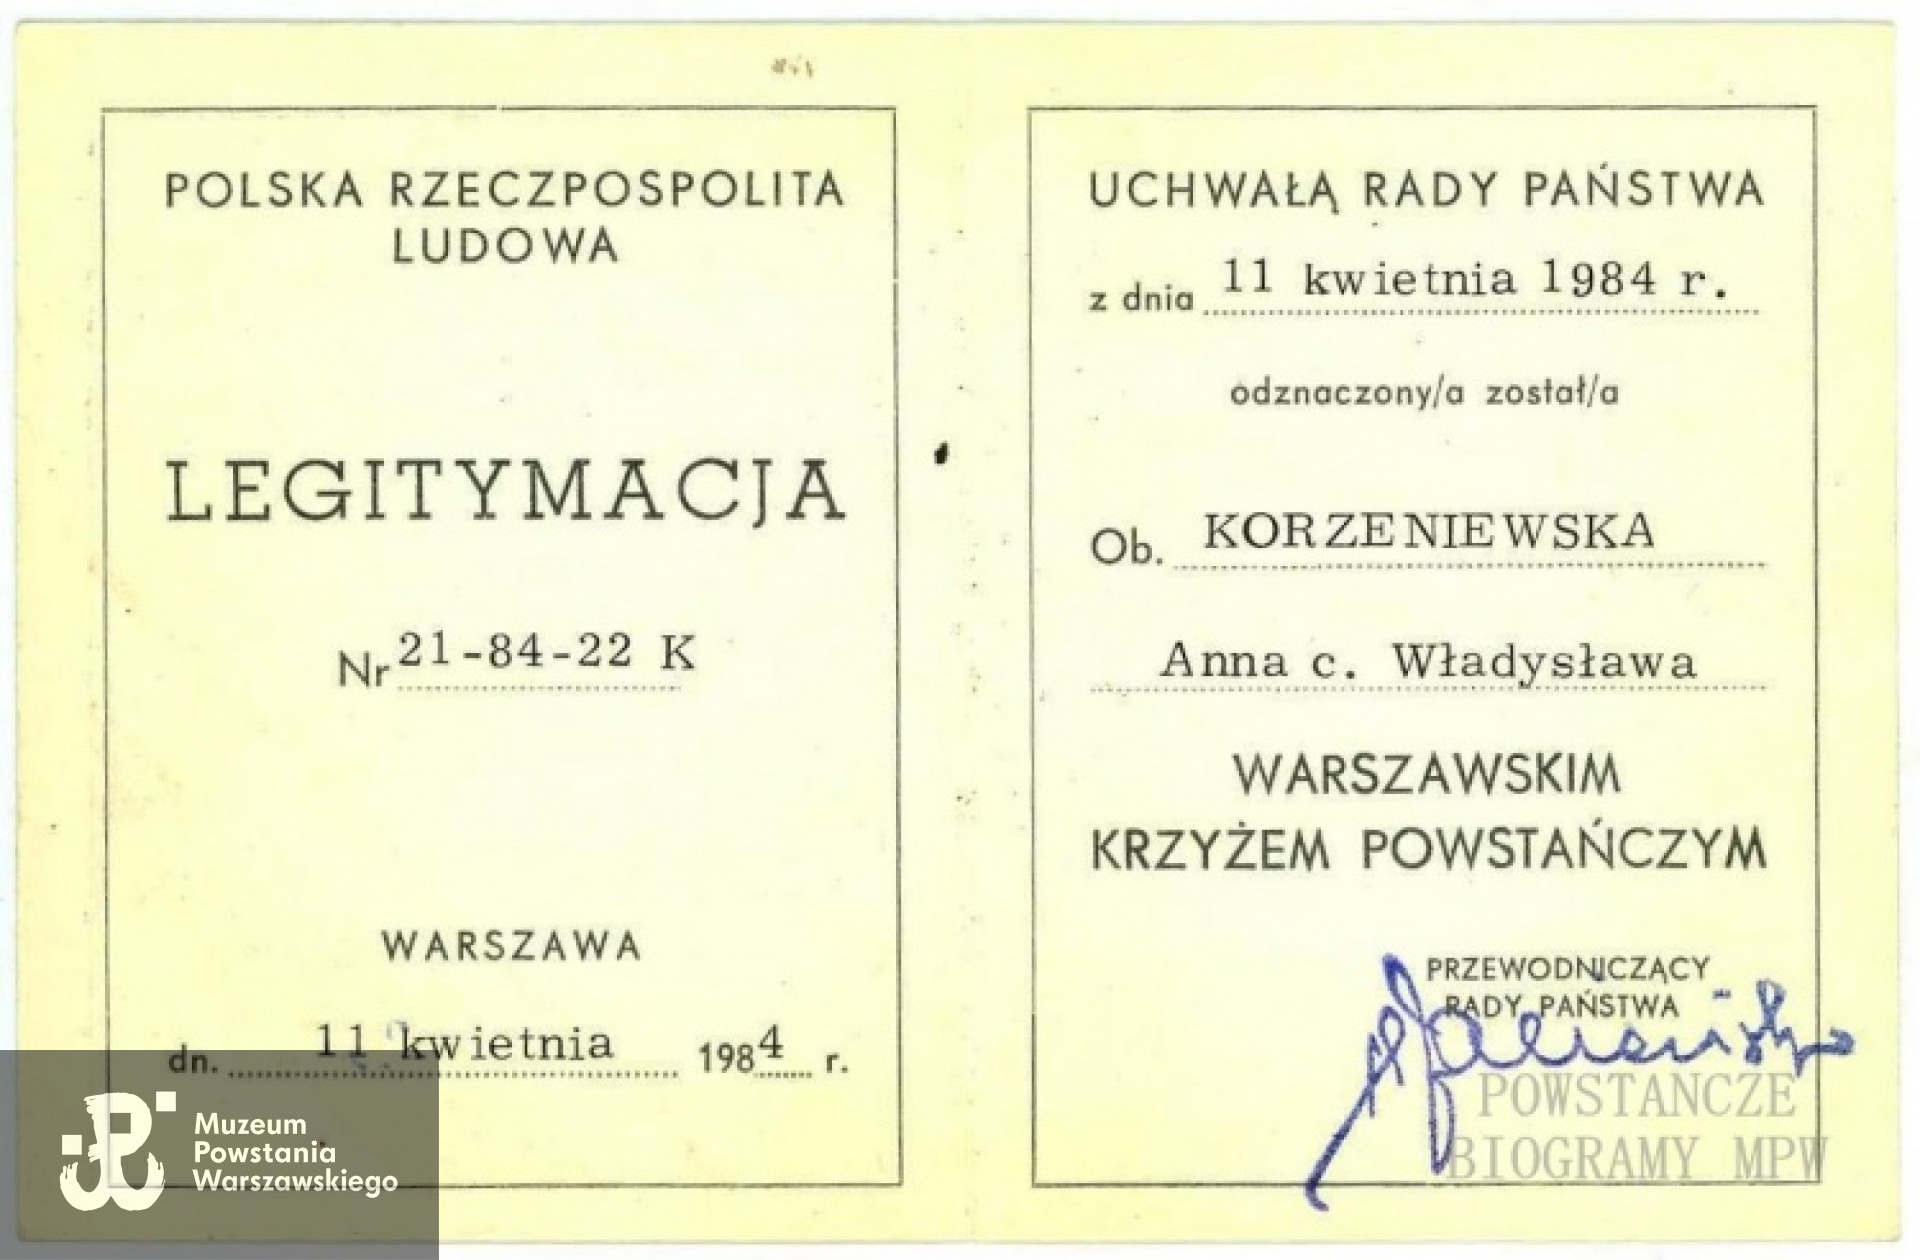 POLSKA RZECZPOSPOLITA
LUDOWA
LEGITYMACJA
Nr 21-84-22 K
WARSZAWA
dn. 11 kwietnia 1984 r.
UCHWAŁĄ RADY PAŃSTWA
z dnia 11 kwietnia 1984 r.
odznaczony/a został/a
Ob. KORZENIEWSKA
Anna c. Władysława
WARSZAWSKIM
KRZYŻEM POWSTAŃCZYM
PRZEWODNICZĄCY
RADY PAŃSTWA
POWSTAŃCZE
BIOGRAMY MPW
Muzeum
Powstania
Warszawskiego